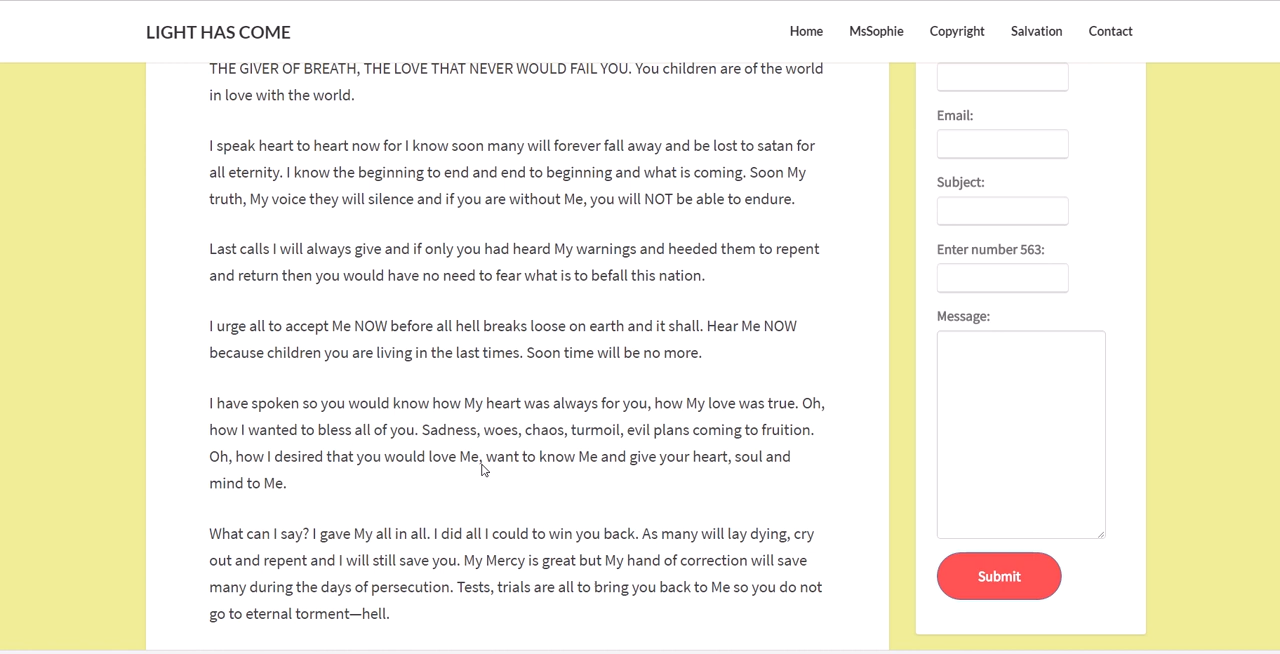 LIGHT HAS COME
Home
MsSophie
Copyright
Salvation
Contact
THE GIVER OF BREATH, THE LOVE THAT NEVER WOULD FAIL YOU. You children are of the world
in love with the world.
I speak heart to heart now for I know soon many will forever fall away and be lost to satan for
all eternity. I know the beginning to end and end to beginning and what is coming. Soon My
truth, My voice they will silence and if you are without Me, you will NOT be able to endure.
Last calls I will always give and if only you had heard My warnings and heeded them to repent
and return then you would have no need to fear what is to befall this nation.
I urge all to accept Me NOW before all hell breaks loose on earth and it shall. Hear Me NOW
because children you are living in the last times. Soon time will be no more.
I have spoken so you would know how My heart was always for you, how My love was true. Oh,
how I wanted to bless all of you. Sadness, woes, chaos, turmoil, evil plans coming to fruition.
Oh, how I desired that you would love Me, want to know Me and give your heart, soul and
mind to Me.
What can I say? I gave My all in all. I did all I could to win you back. As many will lay dying, cry
out and repent and I will still save you. My Mercy is great but My hand of correction will save
many during the days of persecution. Tests, trials are all to bring you back to Me so you do not
go to eternal torment—hell.
Email:
Subject:
Enter number 563:
Message:
Submit